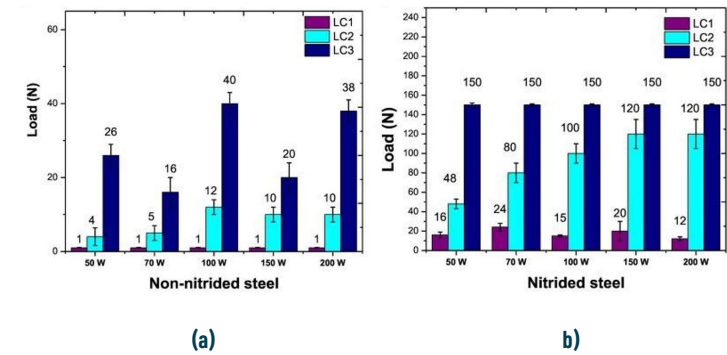 LC1
LC2
LC3
60
40
20
0
Load (N)
1 4 26
1 5 16
1 12 40
1 10 20
1 10 38
50 W 70 W 100 W 150 W 200 W
Non-nitrided steel
(a)
LC1
LC2
LC3
240
220
200
180
160
140
120
100
80
60
40
20
0
Load (N)
16 48 150
24 80 150
15 100 150
20 120 150
12 120 150
50 W 70 W 100 W 150 W 200 W
Nitrided steel
b)